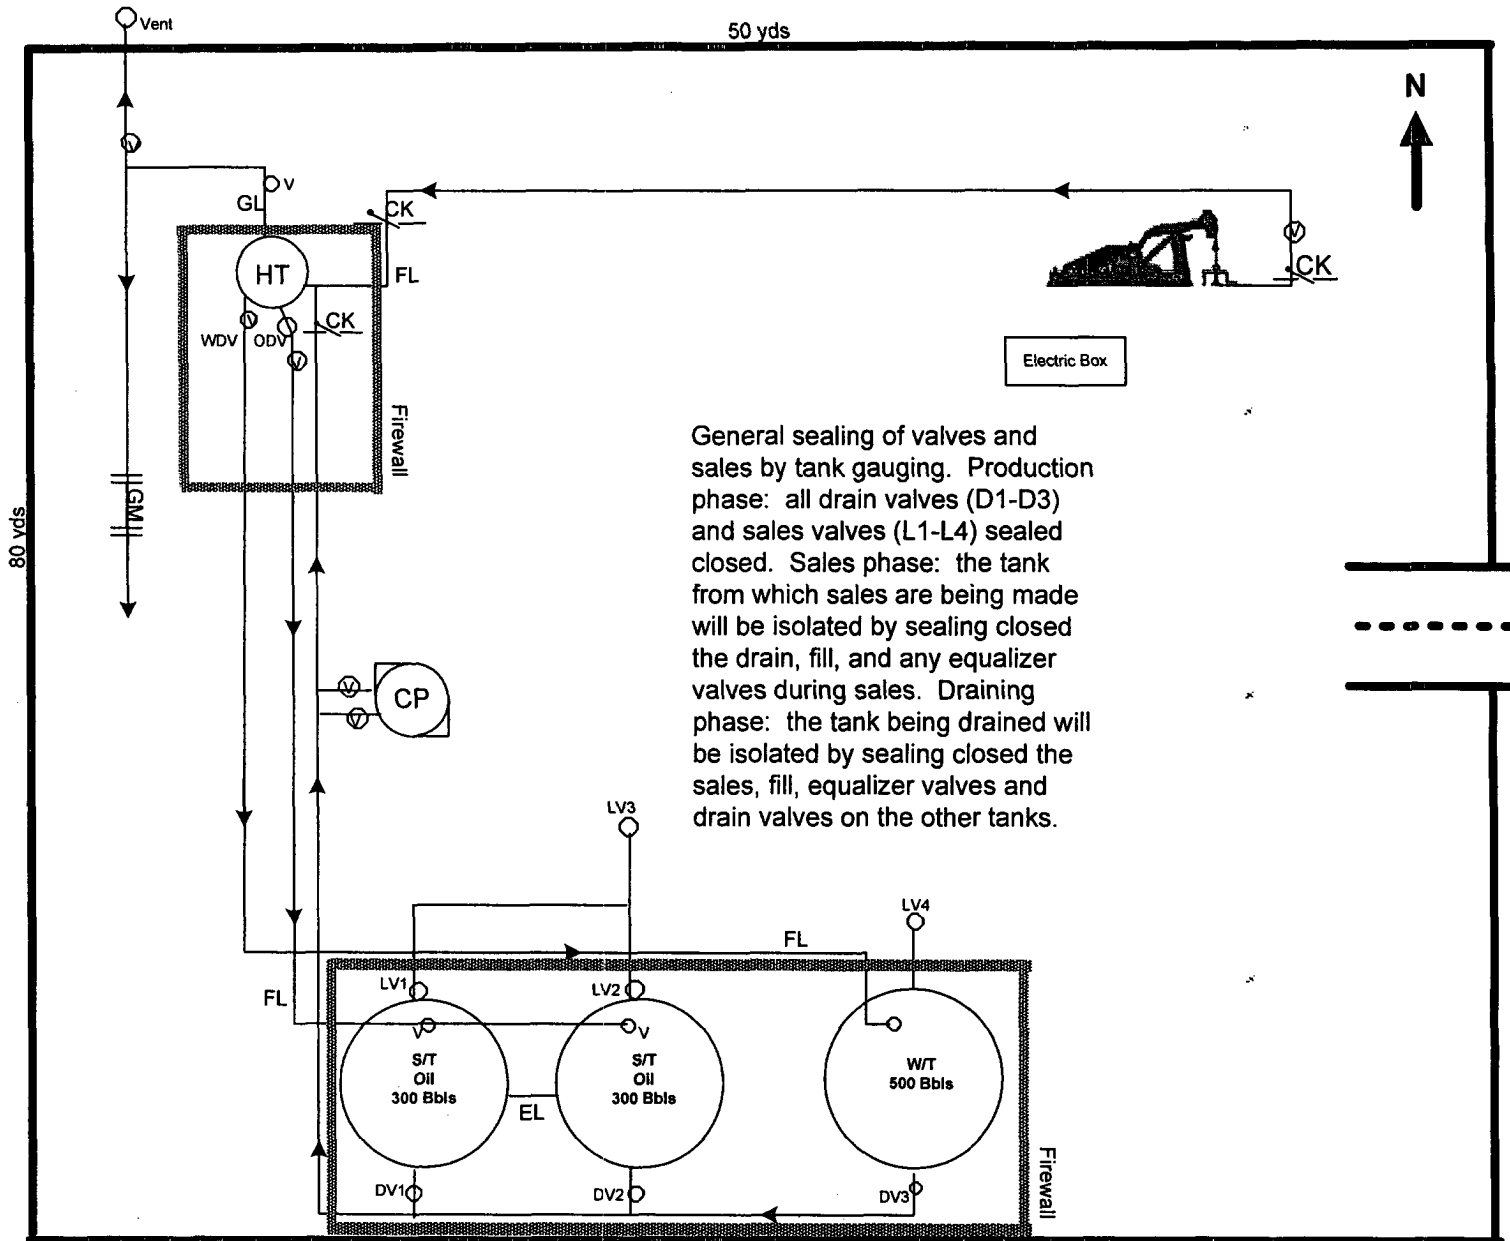 Vent
50 yds
N
V
V
GL
CK
HT
FL
V
CK
V
WDV
ODV
CK
V
Electric Box
Firewall
General sealing of valves and
sales by tank gauging. Production
phase: all drain valves (D1-D3)
and sales valves (L1-L4) sealed
closed. Sales phase: the tank
from which sales are being made
will be isolated by sealing closed
the drain, fill, and any equalizer
valves during sales. Draining
phase: the tank being drained will
be isolated by sealing closed the
sales, fill, equalizer valves and
drain valves on the other tanks.
GM
80 yds
V
CP
V
LV3
LV4
FL
LV1
LV2
FL
V
V
S/T
Oil
300 Bbls
S/T
Oil
300 Bbls
W/T
500 Bbls
EL
DV1
DV2
DV3
Firewall